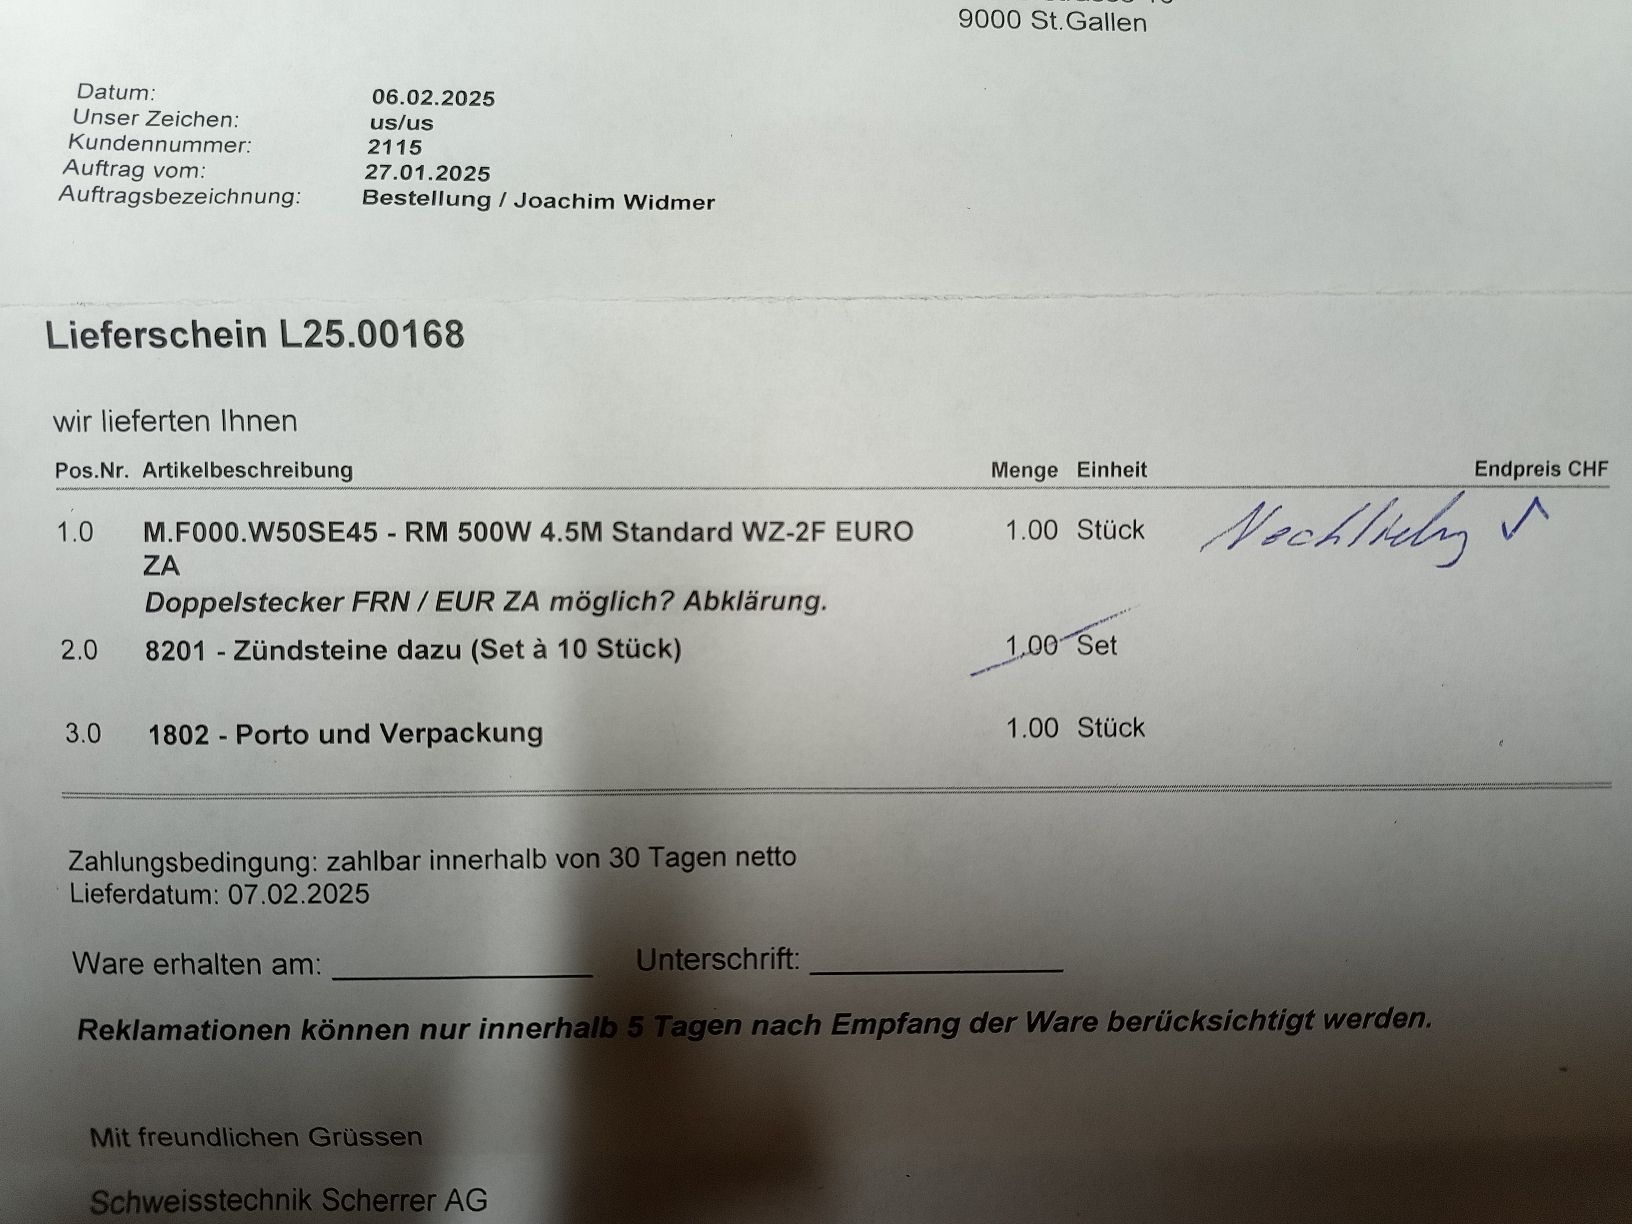 9000 St.Gallen
Datum: 06.02.2025
Unser Zeichen: us/us
Kundennummer: 2115
Auftrag vom: 27.01.2025
Auftragsbezeichnung: Bestellung / Joachim Widmer
Lieferschein L25.00168
wir lieferten Ihnen
Pos.Nr. Artikelbeschreibung Menge Einheit Endpreis CHF
1.0 M.F000.W50SE45 - RM 500W 4.5M Standard WZ-2F EURO 1.00 Stück
ZA
Doppelstecker FRN / EUR ZA möglich? Abklärung.
2.0 8201 - Zündsteine dazu (Set à 10 Stück) 1.00 Set
3.0 1802 - Porto und Verpackung 1.00 Stück
Zahlungsbedingung: zahlbar innerhalb von 30 Tagen netto
Lieferdatum: 07.02.2025
Ware erhalten am: Unterschrift:
Reklamationen können nur innerhalb 5 Tagen nach Empfang der Ware berücksichtigt werden.
Mit freundlichen Grüssen
Schweisstechnik Scherrer AG